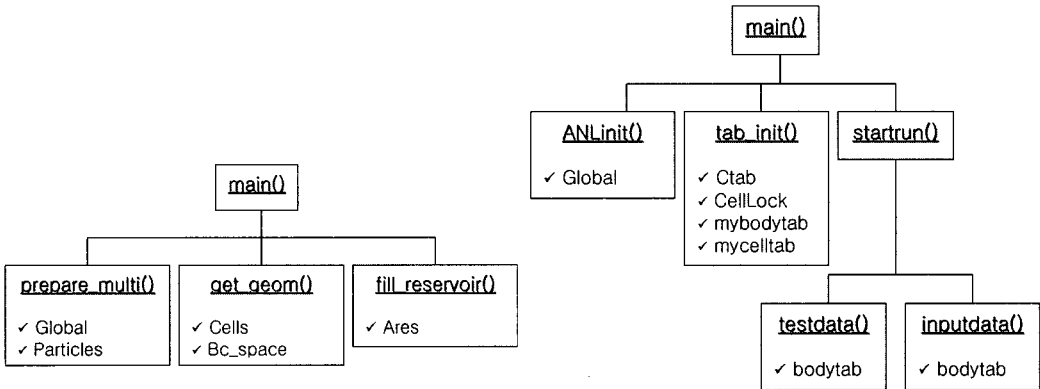 main()
prepare_multi()
✓ Global
✓ Particles
get_geom()
✓ Cells
✓ Bc_space
fill_reservoir()
✓ Ares
main()
ANLinit()
✓ Global
tab_init()
✓ Ctab
✓ CellLock
✓ mybodytab
✓ mycelltab
startrun()
testdata()
✓ bodytab
inputdata()
✓ bodytab